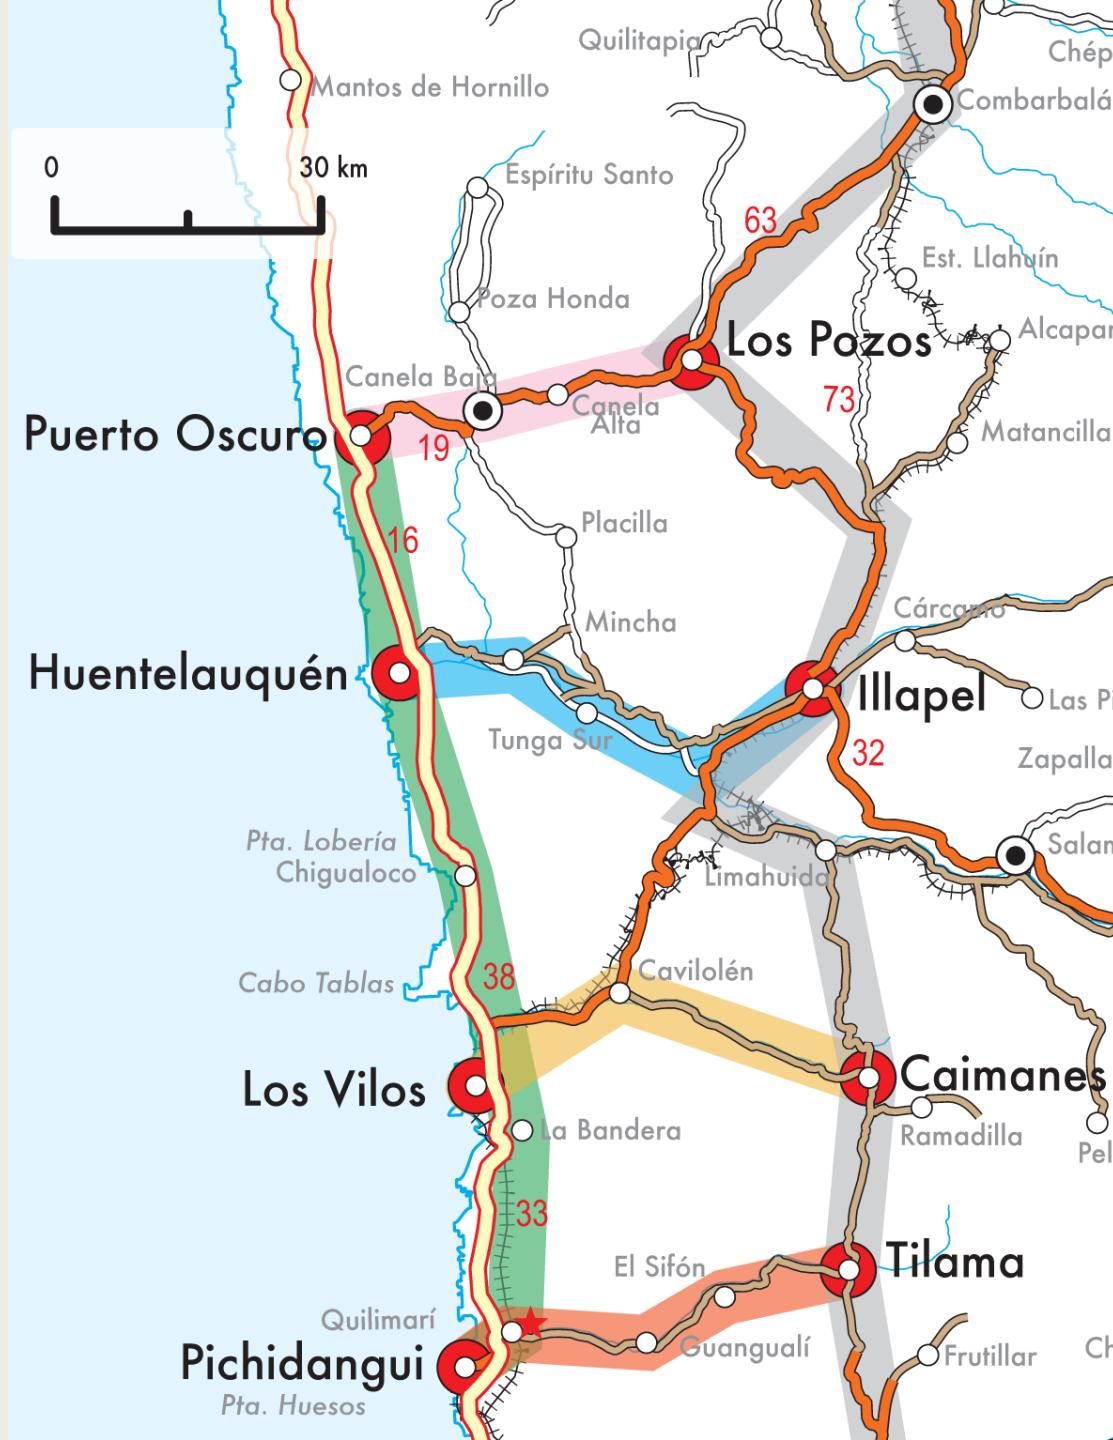 Quilitapia
Chép
Mantos de Hornillo
Combarbalá
0
30 km
Espíritu Santo
63
Est. Llahuín
Poza Honda
Alcapar
Los Pozos
Canela Baja
73
Canela
Alta
Puerto Oscuro
19
Matancilla
Placilla
16
Cárcamo
Mincha
Huentelauquén
Illapel
Las Pi
Tunga Sur
32
Zapalla
Pta. Lobería
Chigualoco
Salam
Limahuida
Cabo Tablas
38
Cavilolén
Los Vilos
Caimanes
La Bandera
Ramadilla
Pel
33
El Sifón
Tilama
Quilimarí
Guangualí
Frutillar
Ch
Pichidangui
Pta. Huesos